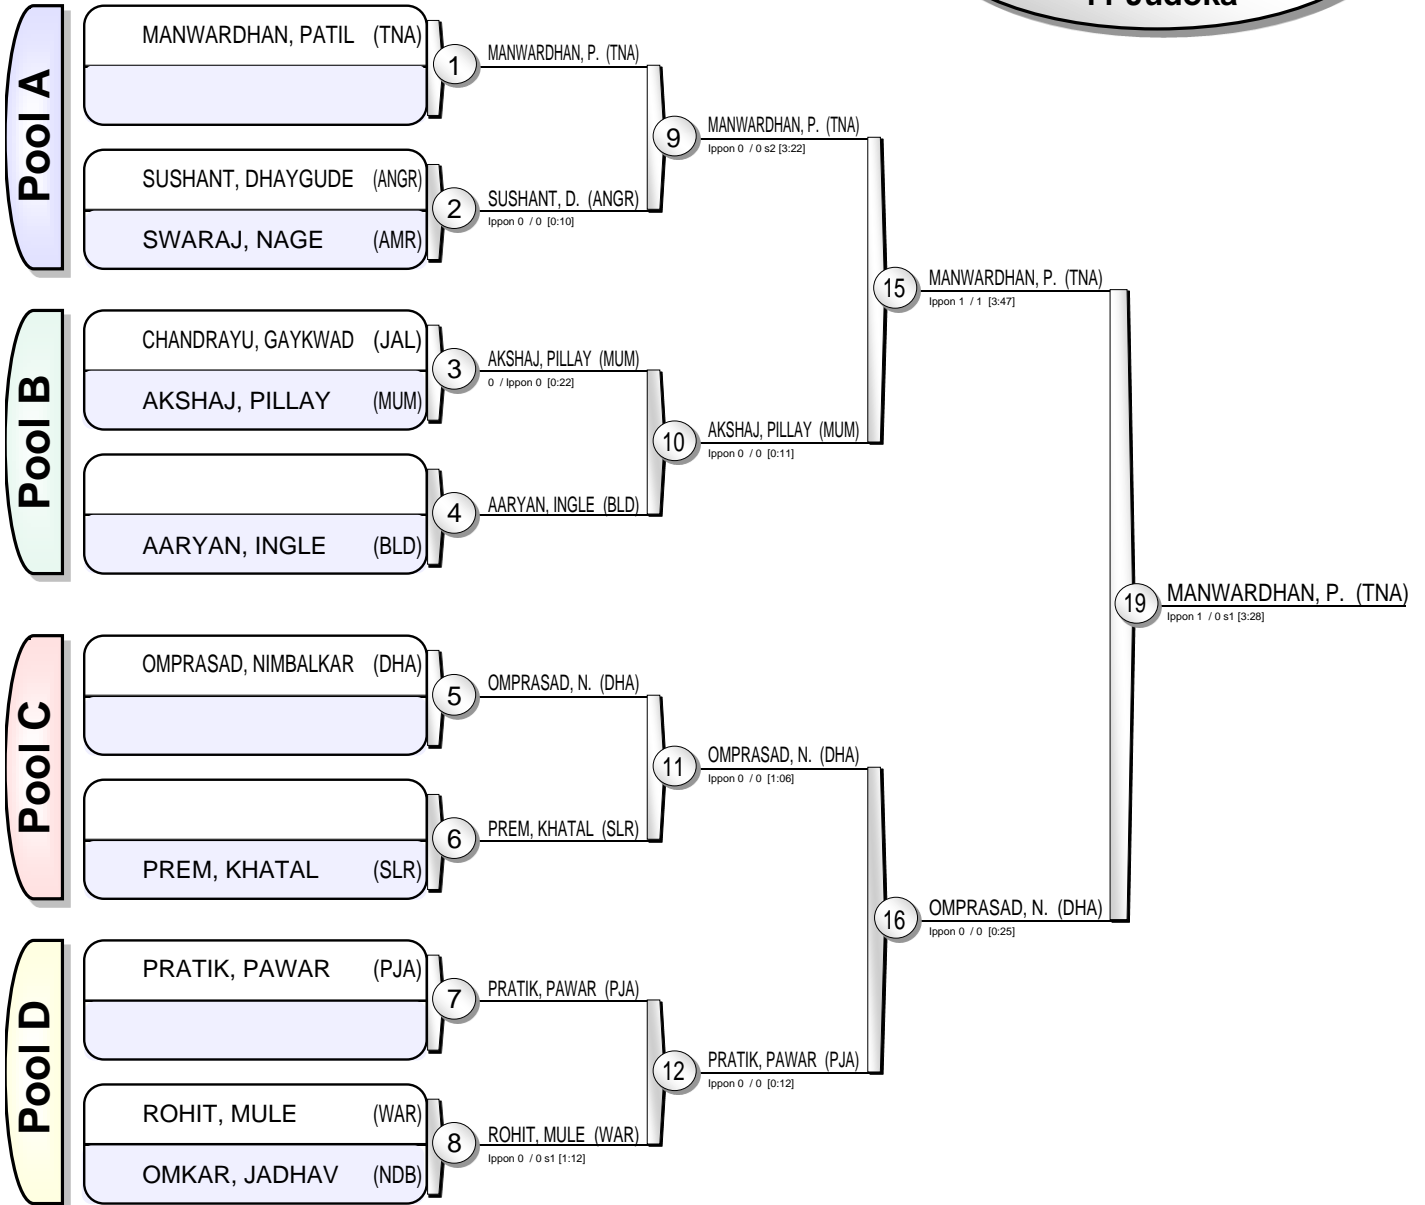 11 Judoka
Pool A
MANWARDHAN, PATIL (TNA)
1
MANWARDHAN, P. (TNA)
SUSHANT, DHAYGUDE (ANGR)
SWARAJ, NAGE (AMR)
2
SUSHANT, D. (ANGR)
Ippon 0 / 0 [0:10]
9
MANWARDHAN, P. (TNA)
Ippon 0 / 0 s2 [3:22]
Pool B
CHANDRAYU, GAYKWAD (JAL)
AKSHAJ, PILLAY (MUM)
3
AKSHAJ, PILLAY (MUM)
0 / Ippon 0 [0:22]
AARYAN, INGLE (BLD)
4
AARYAN, INGLE (BLD)
10
AKSHAJ, PILLAY (MUM)
Ippon 0 / 0 [0:11]
15
MANWARDHAN, P. (TNA)
Ippon 1 / 1 [3:47]
Pool C
OMPRASAD, NIMBALKAR (DHA)
5
OMPRASAD, N. (DHA)
PREM, KHATAL (SLR)
6
PREM, KHATAL (SLR)
11
OMPRASAD, N. (DHA)
Ippon 0 / 0 [1:06]
Pool D
PRATIK, PAWAR (PJA)
7
PRATIK, PAWAR (PJA)
ROHIT, MULE (WAR)
OMKAR, JADHAV (NDB)
8
ROHIT, MULE (WAR)
Ippon 0 / 0 s1 [1:12]
12
PRATIK, PAWAR (PJA)
Ippon 0 / 0 [0:12]
16
OMPRASAD, N. (DHA)
Ippon 0 / 0 [0:25]
19
MANWARDHAN, P. (TNA)
Ippon 1 / 0 s1 [3:28]